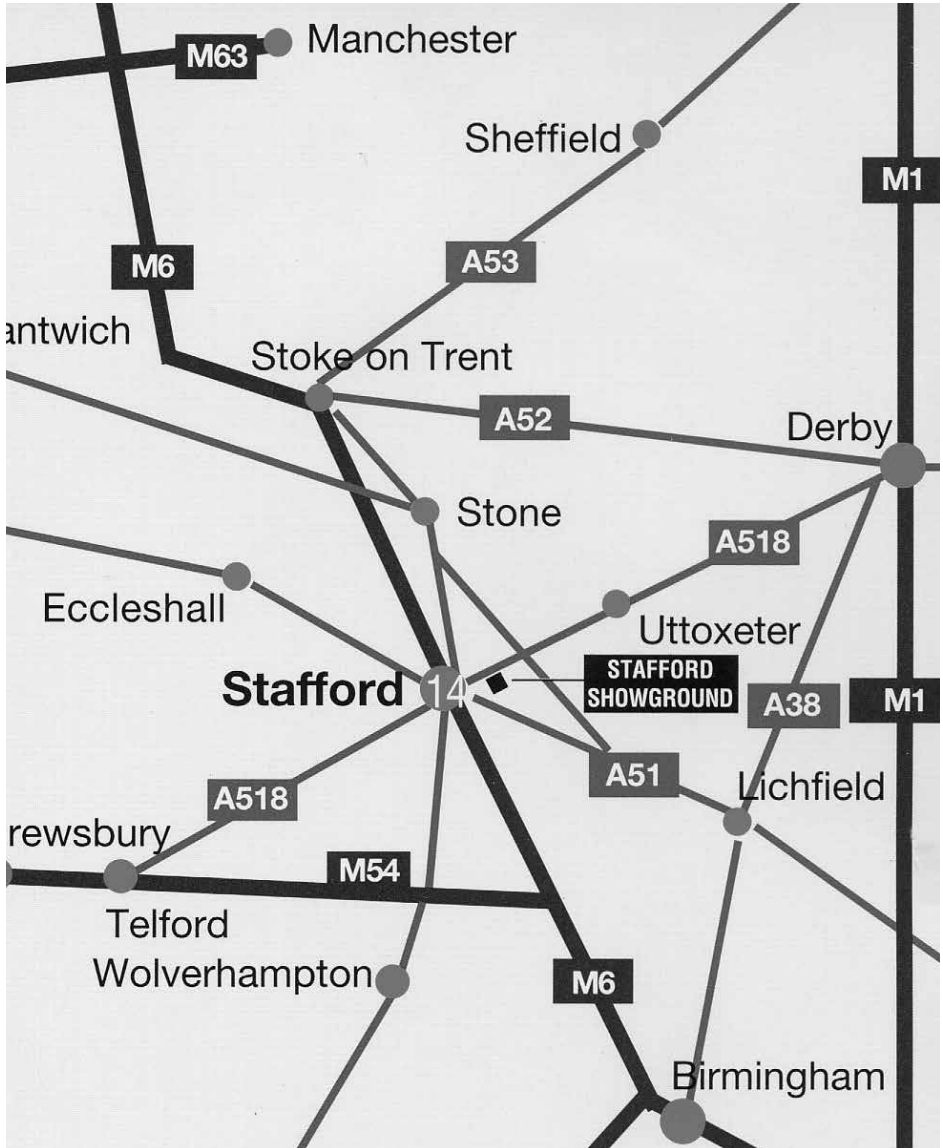 Manchester
M63
Sheffield
M1
A53
M6
antwich
Stoke on Trent
A52
Derby
Stone
A518
Eccleshall
Uttoxeter
STAFFORD
SHOWGROUND
Stafford 14
A38
M1
A51
Lichfield
A518
rewsbury
M54
Telford
Wolverhampton
M6
Birmingham